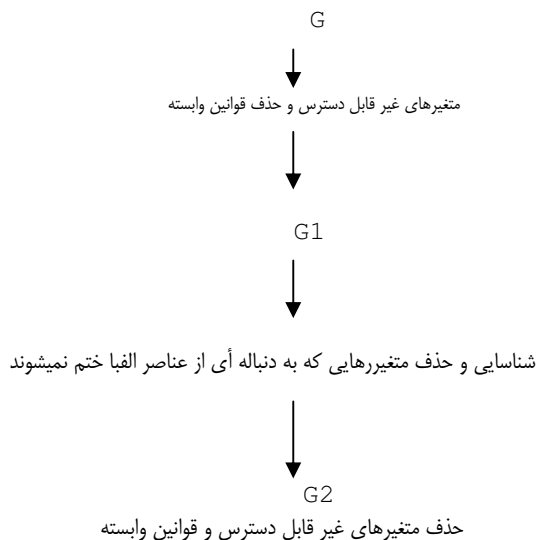 G
متغیرهای غیر قابل دسترس و حذف قوانین وابسته
G1
شناسایی و حذف متغیررهایی که به دنباله أی از عناصر الفبا ختم نمیشوند
G2
حذف متغیرهای غیر قابل دسترس و قوانین وابسته